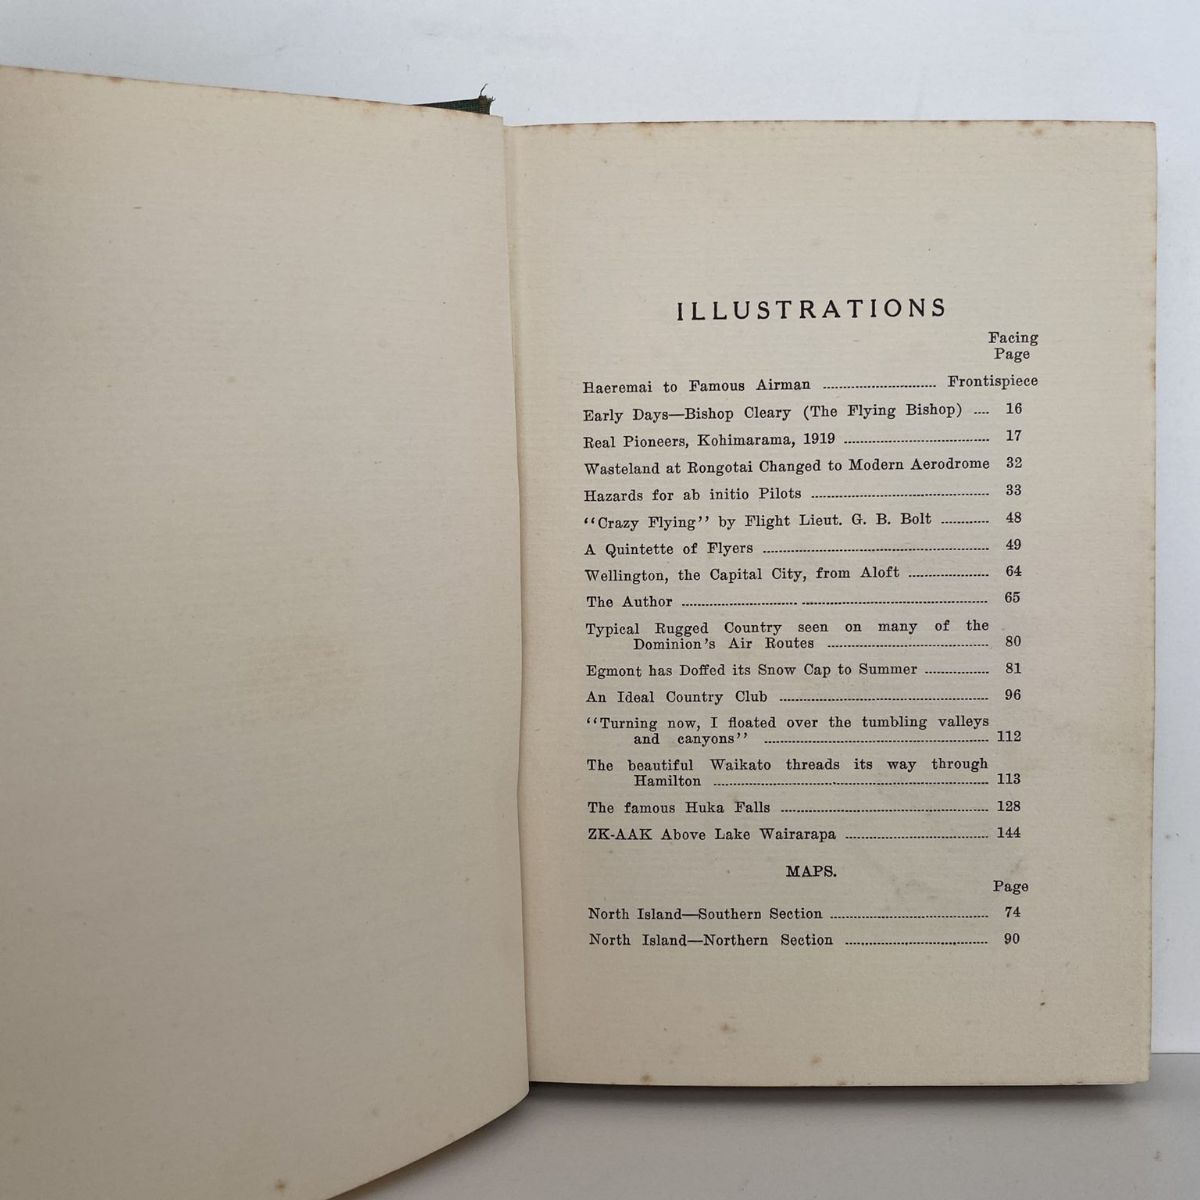 ILLUSTRATIONS
Facing
Page
Haeremai to Famous Airman ............................ Frontispiece
Early Days—Bishop Cleary (The Flying Bishop) .... 16
Real Pioneers, Kohimarama, 1919 .................................... 17
Wasteland at Rongotai Changed to Modern Aerodrome 32
Hazards for ab initio Pilots ............................................ 33
‘‘Crazy Flying’’ by Flight Lieut. G. B. Bolt ............ 48
A Quintette of Flyers ........................................................ 49
Wellington, the Capital City, from Aloft .................... 64
The Author ............................. .............................................. 65
Typical Rugged Country seen on many of the
Dominion's Air Routes ........................................ 80
Egmont has Doffed its Snow Cap to Summer ................ 81
An Ideal Country Club .................................................... 96
‘‘Turning now, I floated over the tumbling valleys
and canyons’’ ........................................................ 112
The beautiful Waikato threads its way through
Hamilton .................................................................... 113
The famous Huka Falls .................................................... 128
ZK-AAK Above Lake Wairarapa .................................... 144
MAPS.
Page
North Island—Southern Section ........................................ 74
North Island—Northern Section .................................... 90